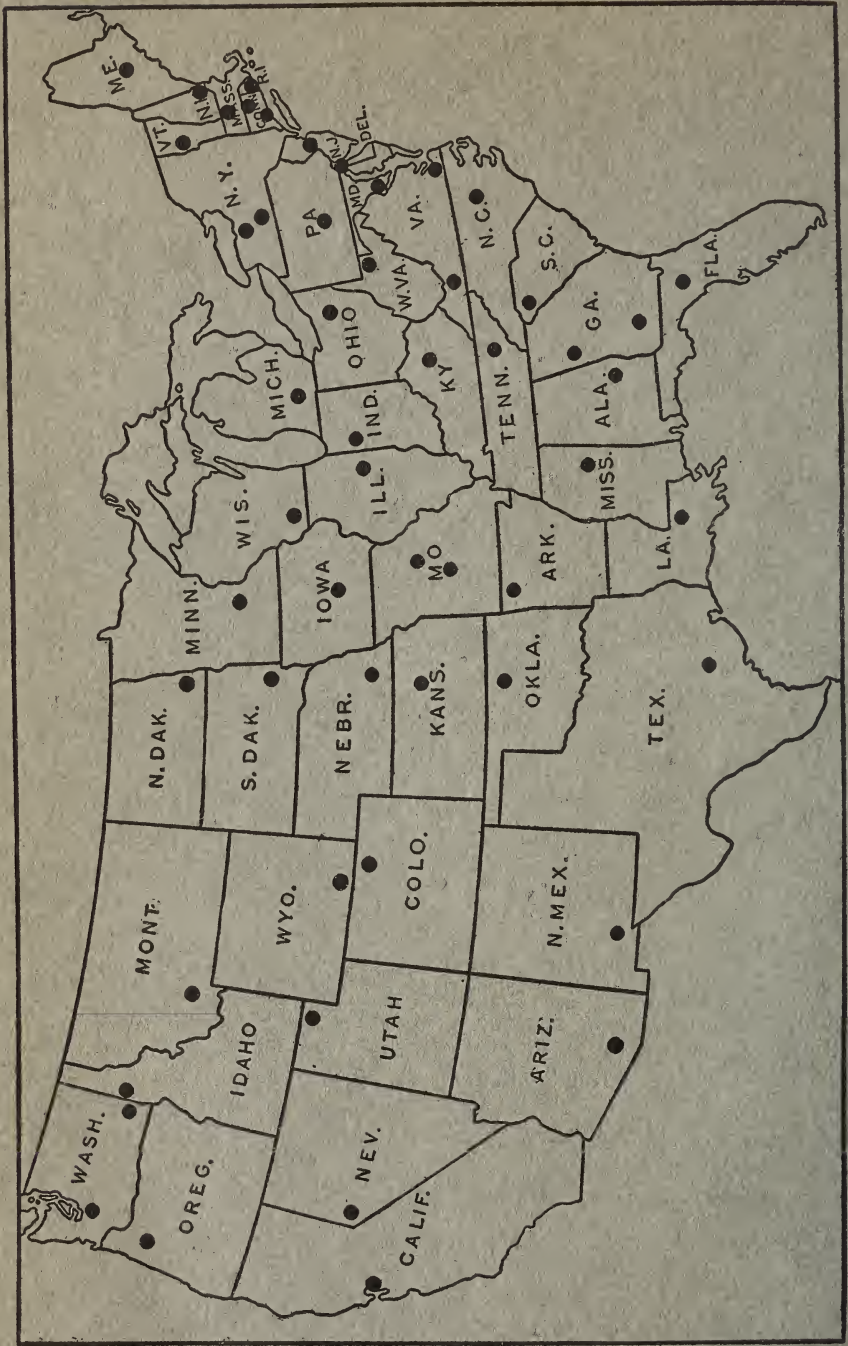 WASH.
OREG.
CALIF.
NEV.
IDAHO
MONT.
WYO.
UTAH
ARIZ.
COLO.
N.MEX.
N.DAK.
S.DAK.
NEBR.
KANS.
OKLA.
TEX.
MINN.
IOWA
MO
ARK.
LA.
WIS.
ILL.
MISS.
MICH.
IND.
OHIO
KY
TENN.
ALA.
GA.
FLA.
S.C.
N.C.
VA.
W.VA.
MD.
DEL.
N.J.
PA
N.Y.
VT.
N.H.
MASS.
CONN.
R.I.
ME.